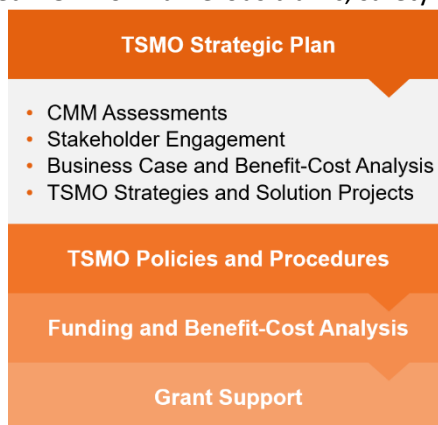 TSMO Strategic Plan
• CMM Assessments
• Stakeholder Engagement
• Business Case and Benefit-Cost Analysis
• TSMO Strategies and Solution Projects
TSMO Policies and Procedures
Funding and Benefit-Cost Analysis
Grant Support